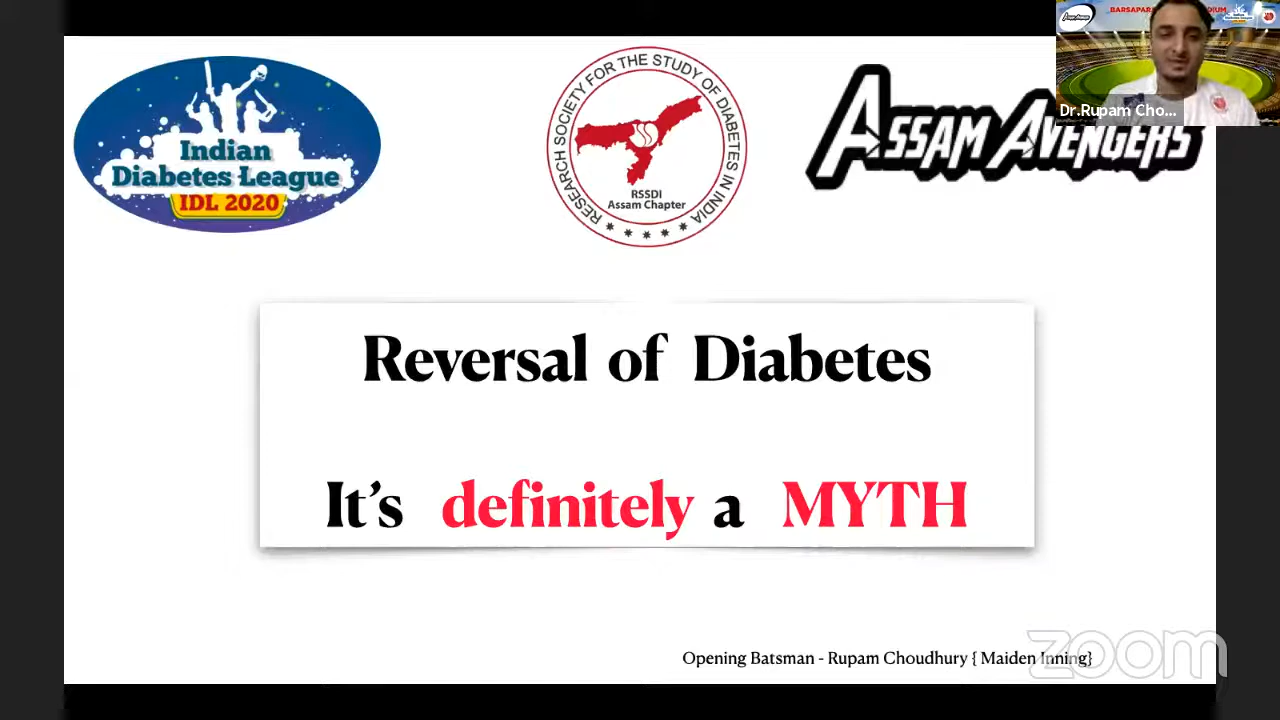 Indian
Diabetes League
IDL 2020
RESEARCH SOCIETY FOR THE STUDY OF DIABETES IN INDIA
RSSDI
Assam Chapter
ASSAM AVENGERS
Dr.Rupam Cho...
Reversal of Diabetes
It's definitely a MYTH
Opening Batsman - Rupam Choudhury { Maiden Inning}
zoom